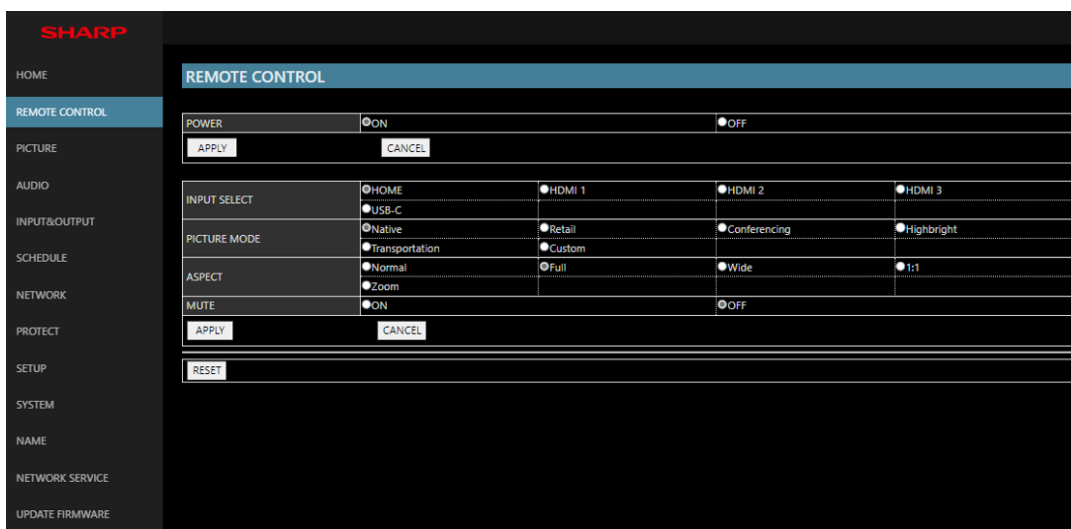 SHARP
HOME
REMOTE CONTROL
PICTURE
AUDIO
INPUT&OUTPUT
SCHEDULE
NETWORK
PROTECT
SETUP
SYSTEM
NAME
NETWORK SERVICE
UPDATE FIRMWARE
REMOTE CONTROL
POWER ON OFF
APPLY CANCEL
INPUT SELECT HOME HDMI 1 HDMI 2 HDMI 3
USB-C
PICTURE MODE Native Retail Conferencing Highbright
Transportation Custom
ASPECT Normal Full Wide 1:1
Zoom
MUTE ON OFF
APPLY CANCEL
RESET